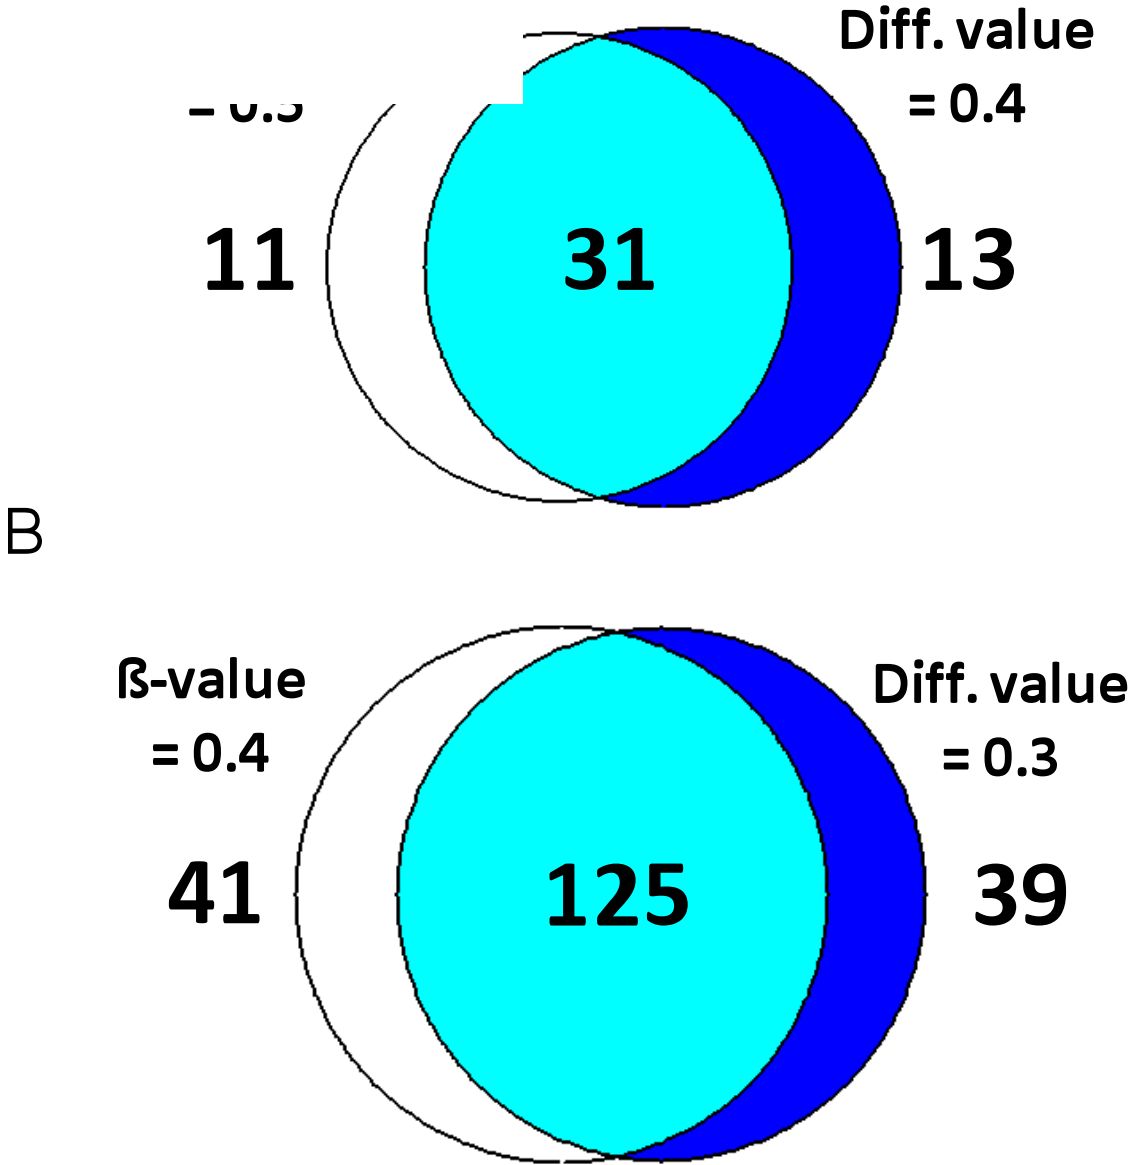 Diff. value
= 0.4
11
31
13
B
ß-value
= 0.4
Diff. value
= 0.3
41
125
39